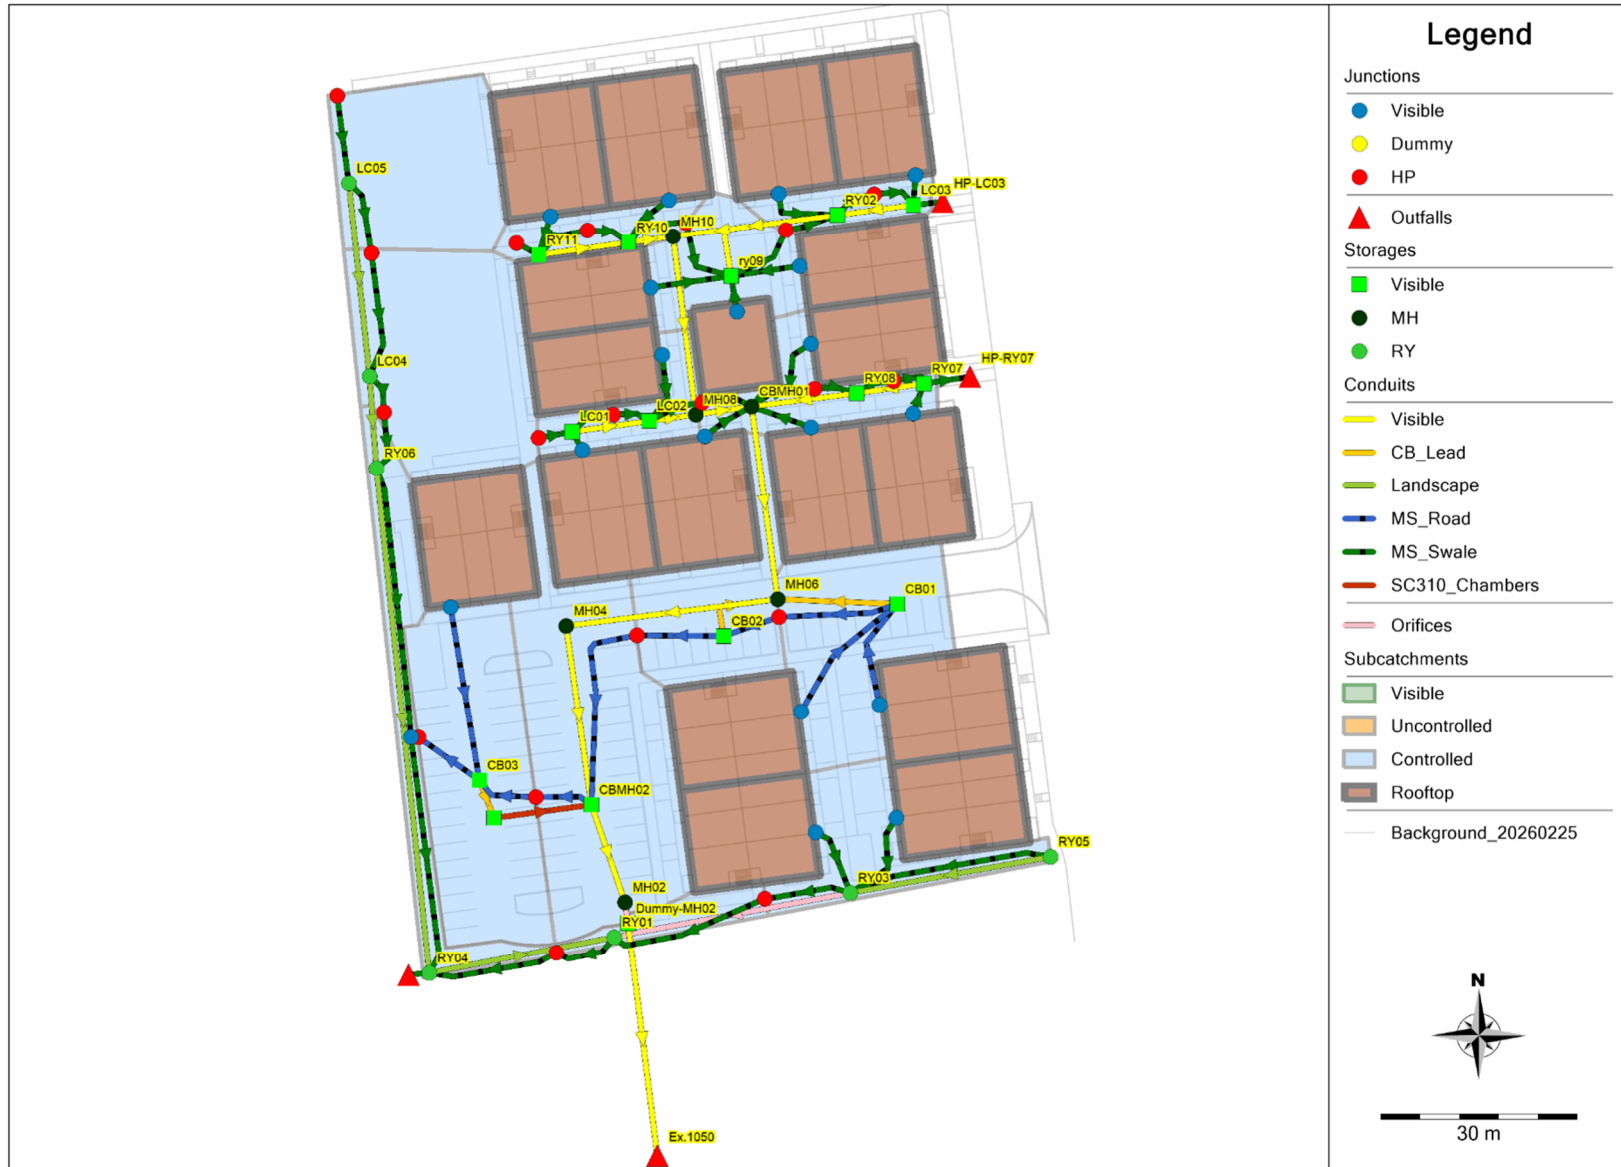 Legend
Junctions
Visible
Dummy
HP
Outfalls
Storages
Visible
MH
RY
Conduits
Visible
CB_Lead
Landscape
MS_Road
MS_Swale
SC310_Chambers
Orifices
Subcatchments
Visible
Uncontrolled
Controlled
Rooftop
Background_20260225
N
30 m
LC05
HP-LC03
LC03
RY02
MH10
RY10
RY11
ry09
LC04
HP-RY07
RY07
RY08
CBMH01
MH08
LC02
LC01
RY06
MH06
CB01
MH04
CB02
CB03
CBMH02
RY05
RY03
MH02
Dummy-MH02
RY01
RY04
Ex.1050